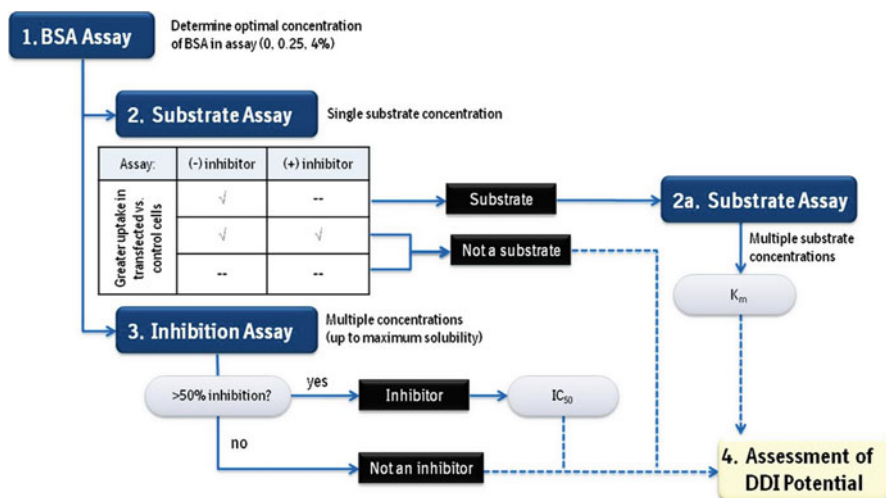 1. BSA Assay
Determine optimal concentration
of BSA in assay (0, 0.25, 4%)
2. Substrate Assay
Single substrate concentration
Assay:
(-) inhibitor
(+) inhibitor
Greater uptake in
transfected vs.
control cells
√
--
√
√
--
--
Substrate
Not a substrate
2a. Substrate Assay
Multiple substrate
concentrations
Km
3. Inhibition Assay
Multiple concentrations
(up to maximum solubility)
>50% inhibition?
yes
Inhibitor
IC50
no
Not an inhibitor
4. Assessment of
DDI Potential